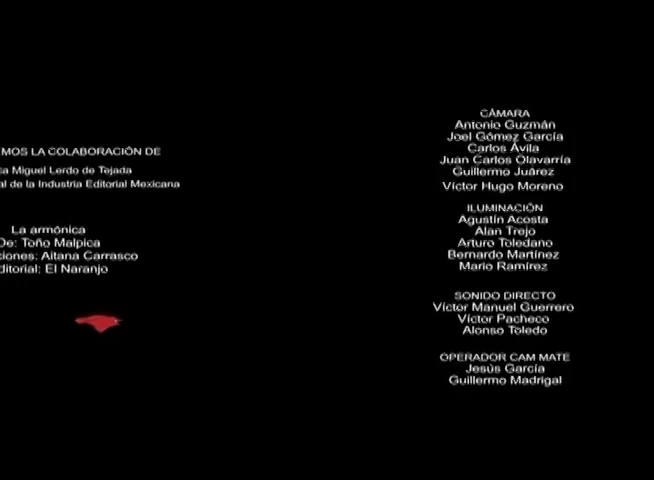 EMOS LA COLABORACIÓN DE
ca Miguel Lerdo de Tejada
al de la Industria Editorial Mexicana
La armónica
De: Toño Malpica
ciones: Aitana Carrasco
ditorial: El Naranjo
CÁMARA
Antonio Guzmán
Joel Gómez García
Carlos Ávila
Juan Carlos Olavarría
Guillermo Juárez
Víctor Hugo Moreno
ILUMINACIÓN
Agustín Acosta
Alan Trejo
Arturo Toledano
Bernardo Martínez
Mario Ramírez
SONIDO DIRECTO
Víctor Manuel Guerrero
Víctor Pacheco
Alonso Toledo
OPERADOR CAM MATE
Jesús García
Guillermo Madrigal